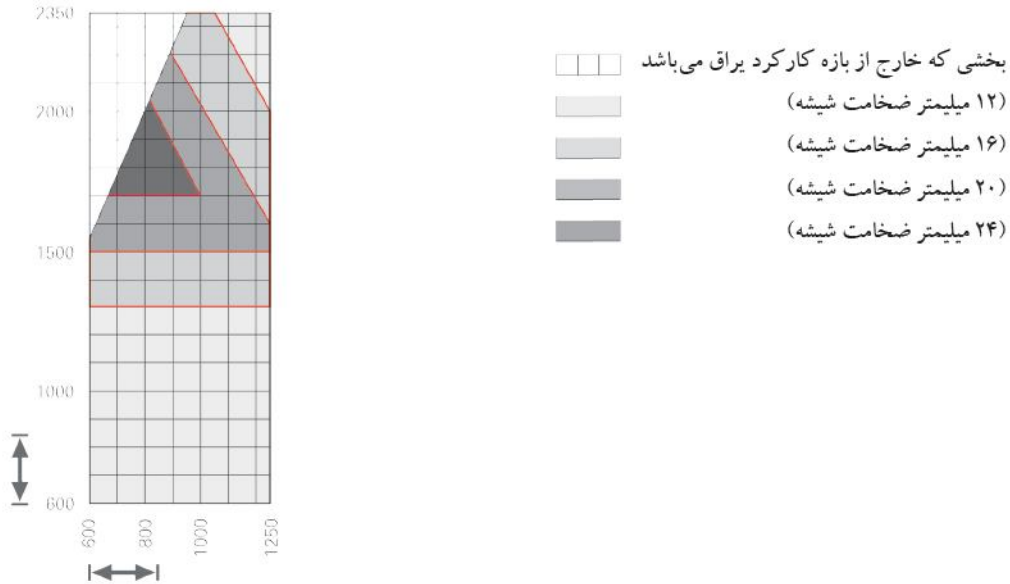 2350
2000
1500
1000
600
600
800
1000
1250
بخشی که خارج از بازه کارکرد یراق می‌باشد
(۱۲ میلیمتر ضخامت شیشه)
(۱۶ میلیمتر ضخامت شیشه)
(۲۰ میلیمتر ضخامت شیشه)
(۲۴ میلیمتر ضخامت شیشه)